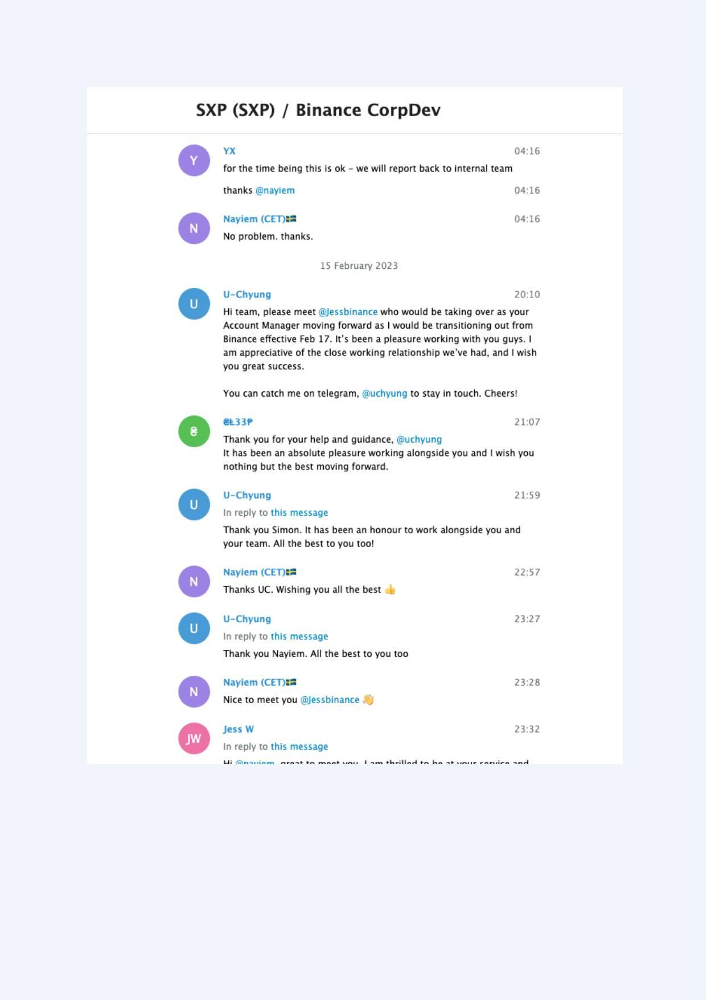 SXP (SXP) / Binance CorpDev
Y
YX 04:16
for the time being this is ok – we will report back to internal team
thanks @nayiem 04:16
N
Nayiem (CET)🇸🇪 04:16
No problem. thanks.
15 February 2023
U
U-Chyung 20:10
Hi team, please meet @Jessbinance who would be taking over as your
Account Manager moving forward as I would be transitioning out from
Binance effective Feb 17. It’s been a pleasure working with you guys. I
am appreciative of the close working relationship we’ve had, and I wish
you great success.
You can catch me on telegram, @uchyung to stay in touch. Cheers!
₴
₴Ⱡ33₱ 21:07
Thank you for your help and guidance, @uchyung
It has been an absolute pleasure working alongside you and I wish you
nothing but the best moving forward.
U
U-Chyung 21:59
In reply to this message
Thank you Simon. It has been an honour to work alongside you and
your team. All the best to you too!
N
Nayiem (CET)🇸🇪 22:57
Thanks UC. Wishing you all the best 👍
U
U-Chyung 23:27
In reply to this message
Thank you Nayiem. All the best to you too
N
Nayiem (CET)🇸🇪 23:28
Nice to meet you @Jessbinance 👋
JW
Jess W 23:32
In reply to this message
Hi @nayiem, great to meet you. I am thrilled to be at your service and